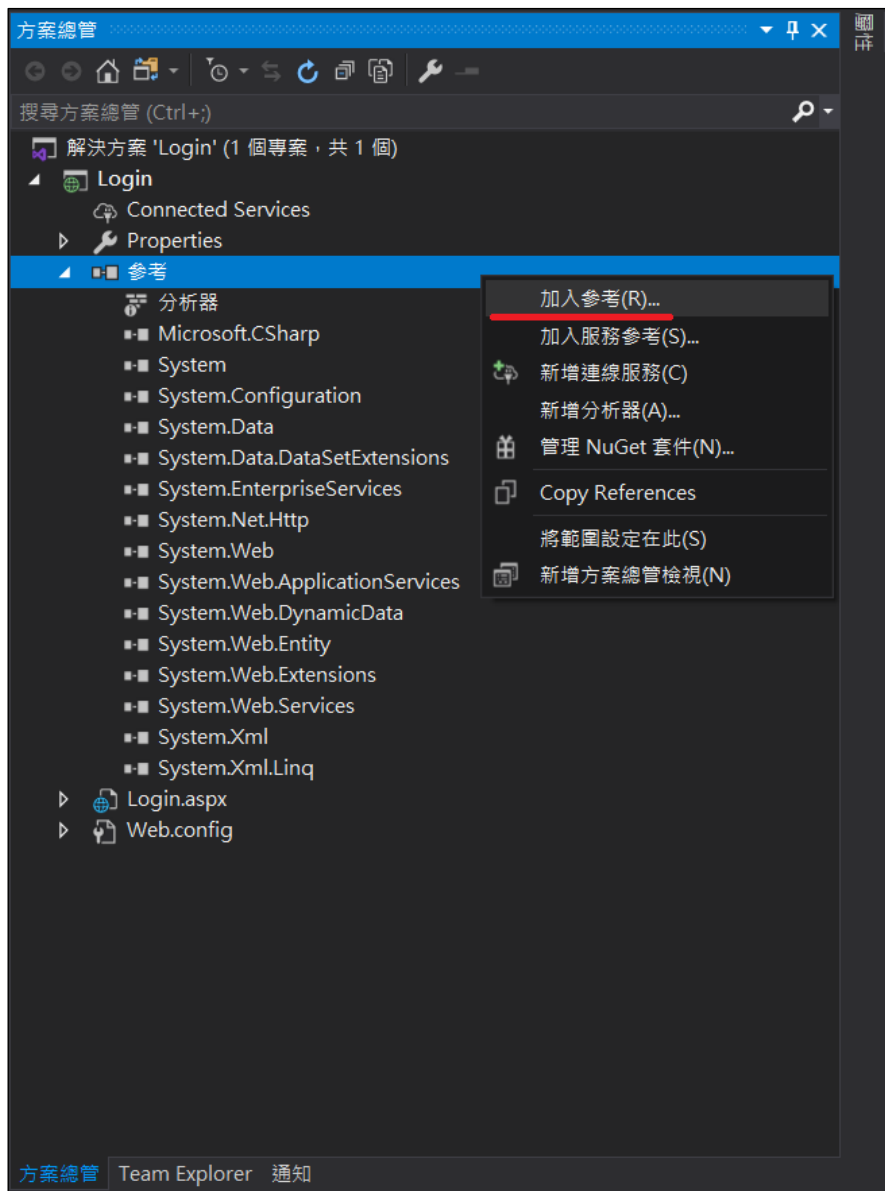 方案總管
屬性
搜尋方案總管 (Ctrl+;)
解決方案 'Login' (1 個專案，共 1 個)
Login
Connected Services
Properties
參考
分析器
Microsoft.CSharp
System
System.Configuration
System.Data
System.Data.DataSetExtensions
System.EnterpriseServices
System.Net.Http
System.Web
System.Web.ApplicationServices
System.Web.DynamicData
System.Web.Entity
System.Web.Extensions
System.Web.Services
System.Xml
System.Xml.Linq
Login.aspx
Web.config
加入參考(R)...
加入服務參考(S)...
新增連線服務(C)
新增分析器(A)...
管理 NuGet 套件(N)...
Copy References
將範圍設定在此(S)
新增方案總管檢視(N)
方案總管 Team Explorer 通知